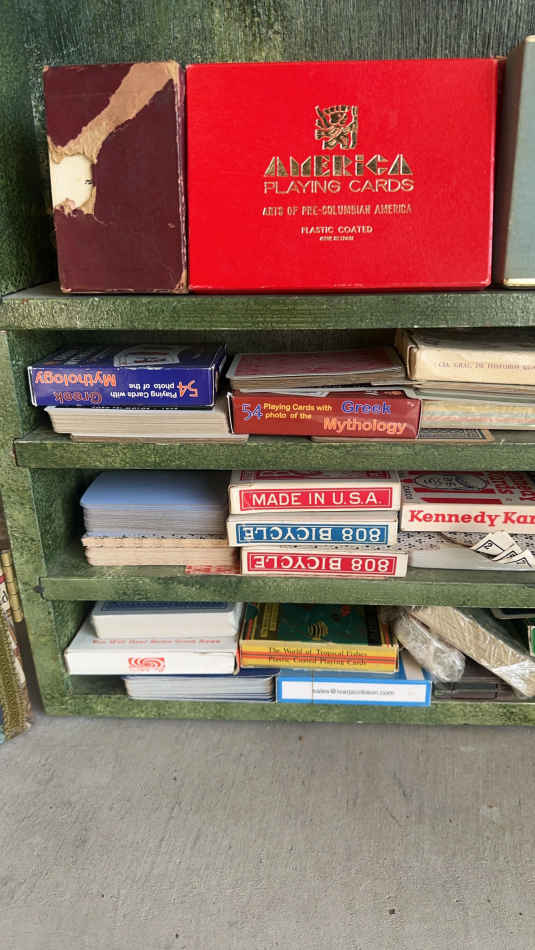 AMERICA
PLAYING CARDS
ARTS OF PRE-COLUMBIAN AMERICA
PLASTIC COATED
54 Playing Cards with
photo of the Greek
Mythology
54 Playing Cards with
photo of the Greek
Mythology
MADE IN U.S.A.
808 BICYCLE
808 BICYCLE
Kennedy Kar
The World of Tropical Fishes
Plastic Coated Playing Cards